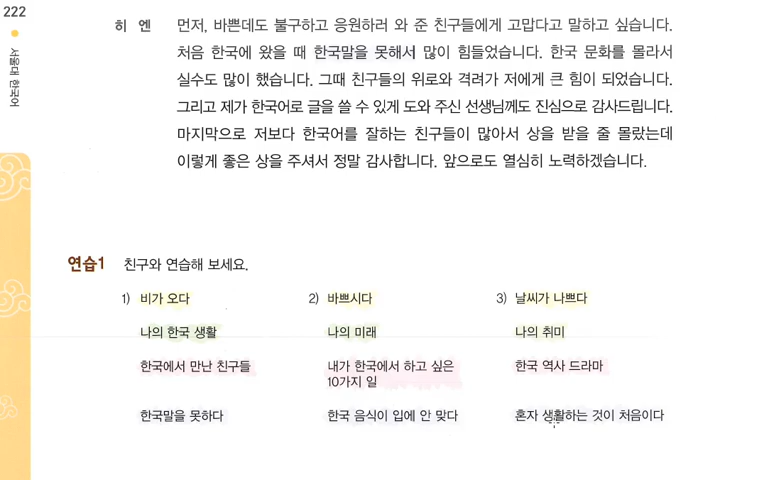 222
서울대 한국어
히 엔 먼저, 바쁜데도 불구하고 응원하러 와 준 친구들에게 고맙다고 말하고 싶습니다.
처음 한국에 왔을 때 한국말을 못해서 많이 힘들었습니다. 한국 문화를 몰라서
실수도 많이 했습니다. 그때 친구들의 위로와 격려가 저에게 큰 힘이 되었습니다.
그리고 제가 한국어로 글을 쓸 수 있게 도와 주신 선생님께도 진심으로 감사드립니다.
마지막으로 저보다 한국어를 잘하는 친구들이 많아서 상을 받을 줄 몰랐는데
이렇게 좋은 상을 주셔서 정말 감사합니다. 앞으로도 열심히 노력하겠습니다.
연습1 친구와 연습해 보세요.
1) 비가 오다
나의 한국 생활
한국에서 만난 친구들
한국말을 못하다
2) 바쁘시다
나의 미래
내가 한국에서 하고 싶은
10가지 일
한국 음식이 입에 안 맞다
3) 날씨가 나쁘다
나의 취미
한국 역사 드라마
혼자 생활하는 것이 처음이다